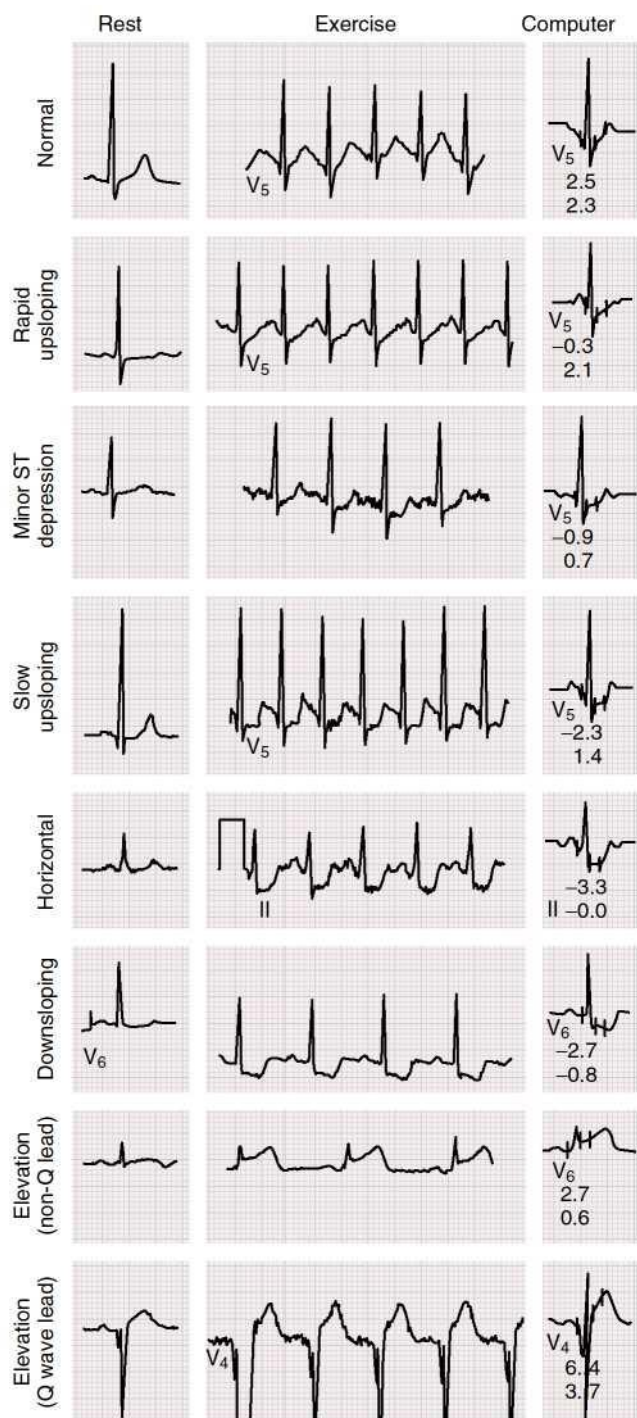 Rest Exercise Computer
Normal
V5
V5
2.5
2.3
Rapid
upsloping
V5
V5
−0.3
2.1
Minor ST
depression
V5
−0.9
0.7
Slow
upsloping
V5
V5
−2.3
1.4
Horizontal
II
−3.3
II −0.0
Downsloping
V6
V6
−2.7
−0.8
Elevation
(non-Q lead)
V6
2.7
0.6
Elevation
(Q wave lead)
V4
V4
6.4
3.7